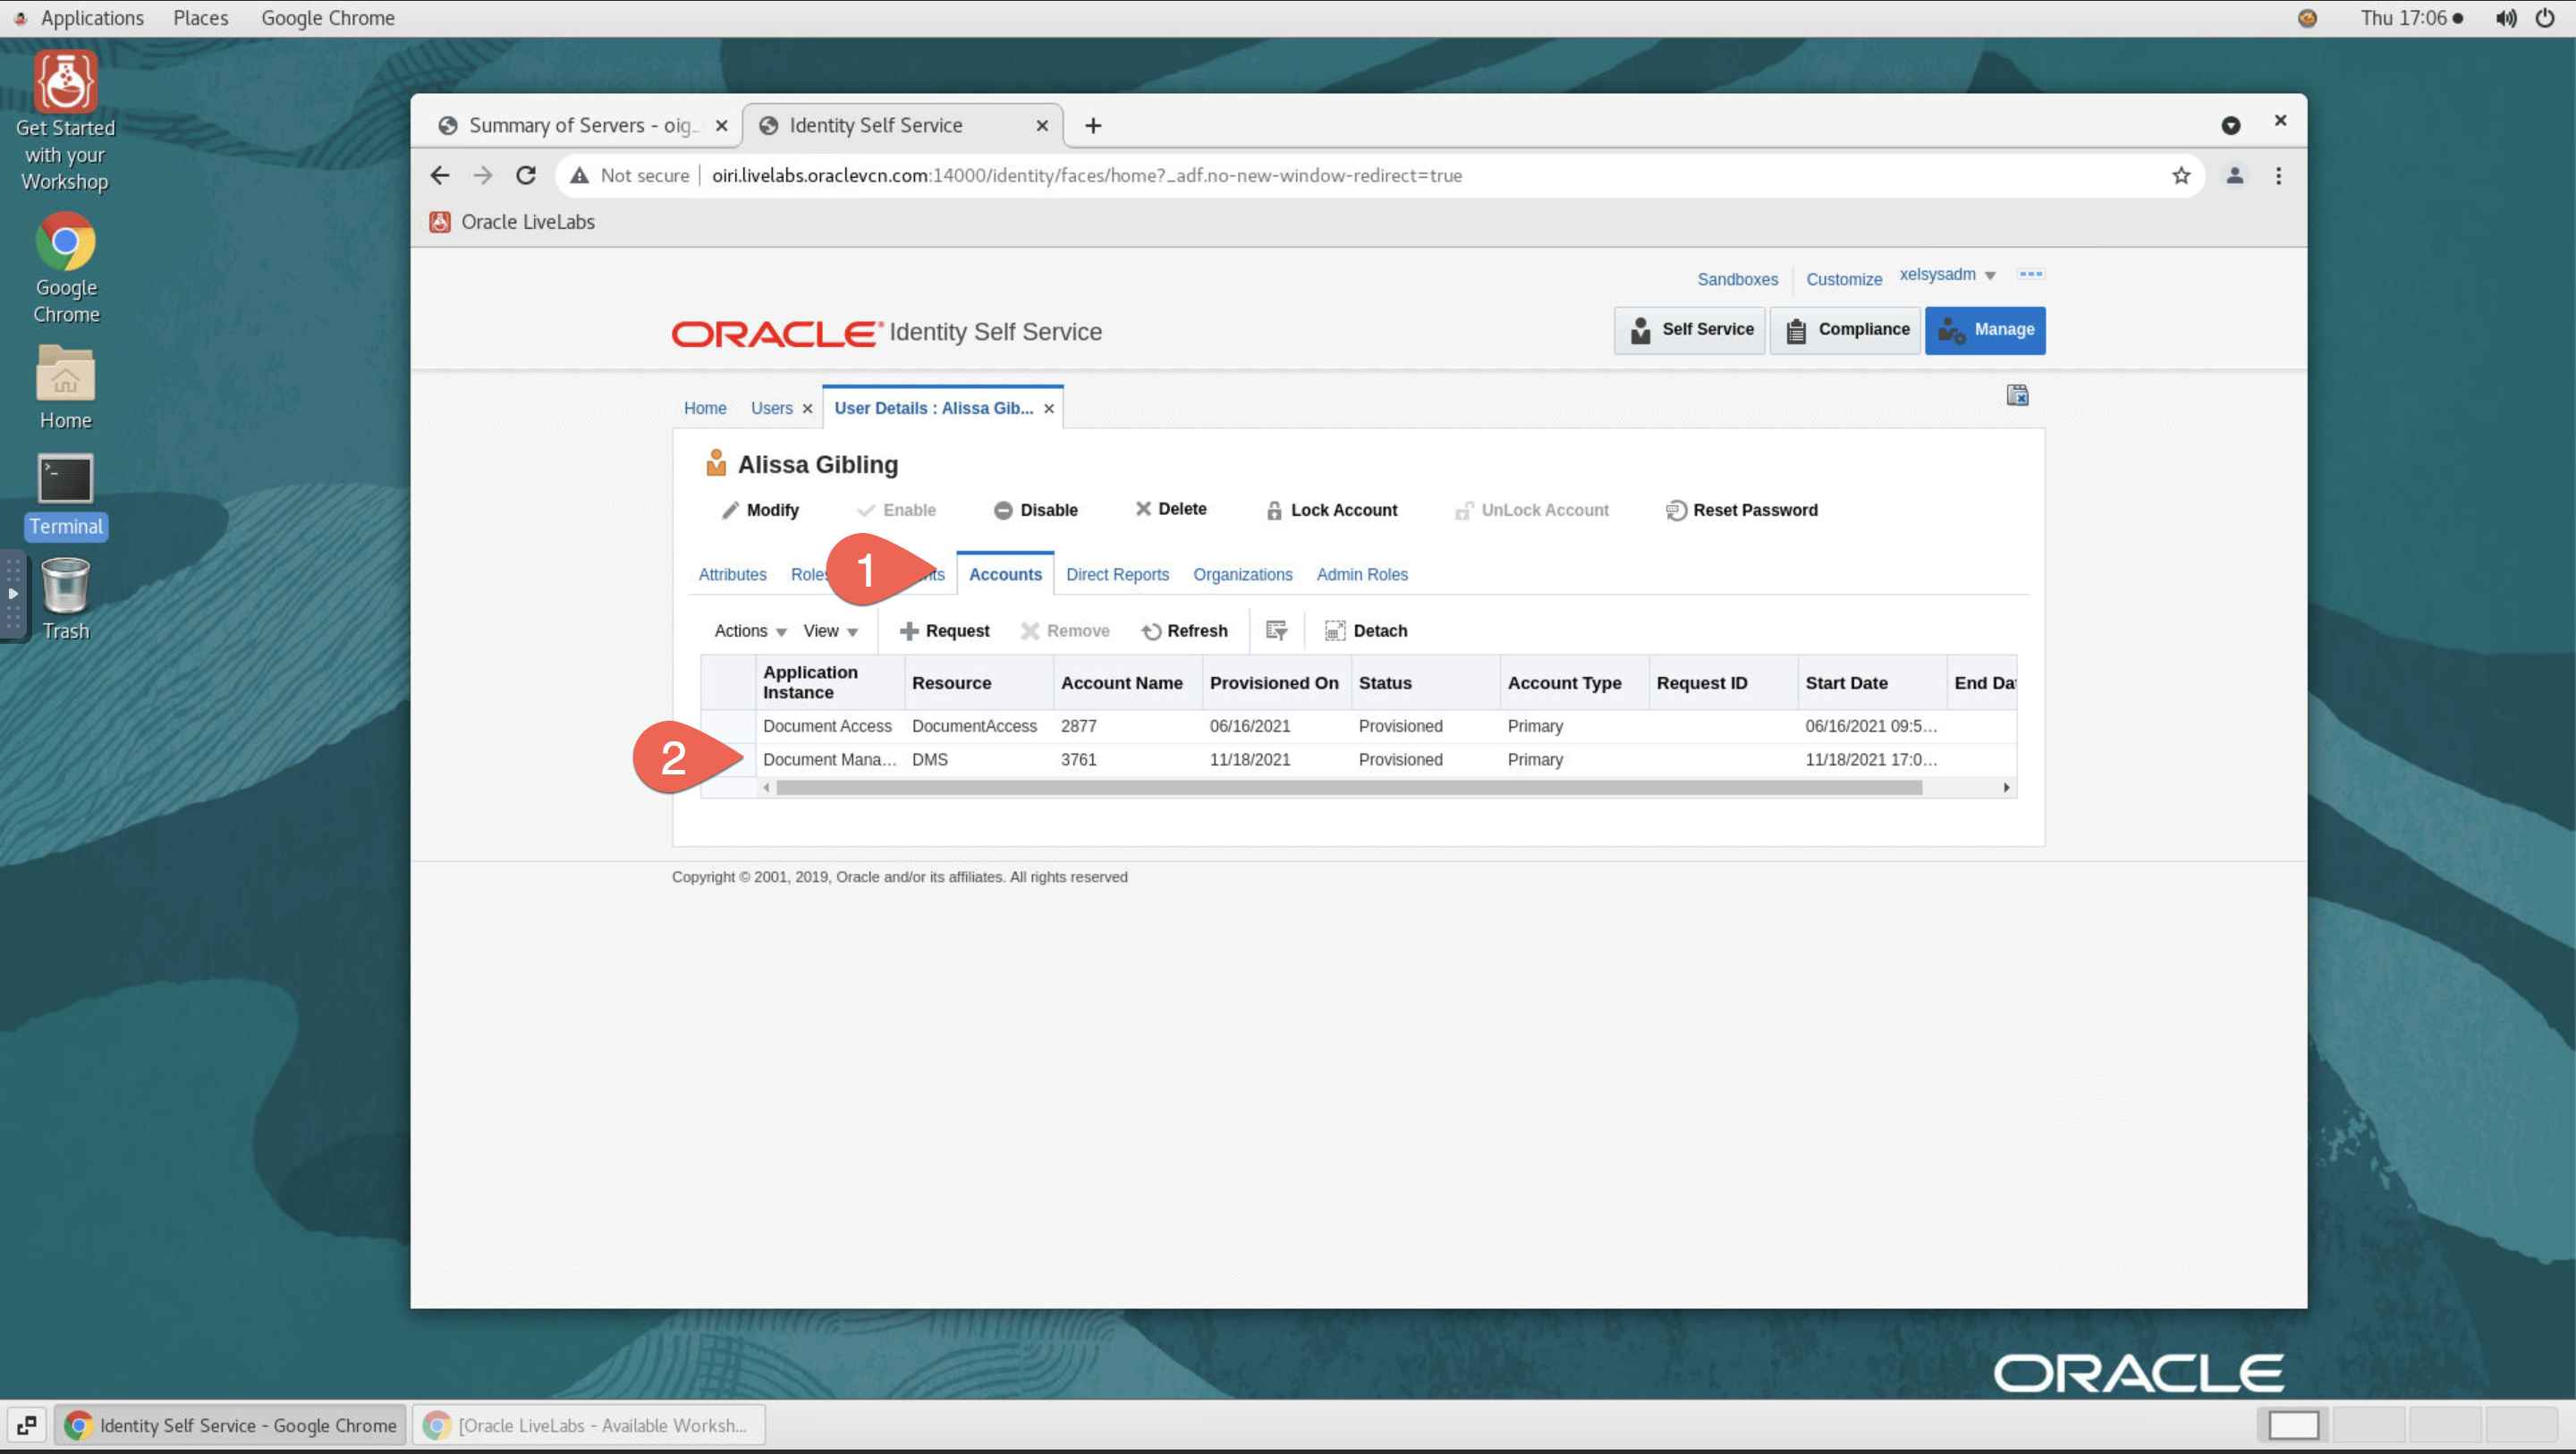 Applications Places Google Chrome Thu 17:06
Get Started
with your
Workshop
Google
Chrome
Home
Terminal
Trash
Summary of Servers - oig_
Identity Self Service
Not secure oiri.livelabs.oraclevcn.com:14000/identity/faces/home?_adf.no-new-window-redirect=true
Oracle LiveLabs
Sandboxes Customize xelsysadm
ORACLE Identity Self Service
Self Service Compliance Manage
Home Users User Details : Alissa Gib...
Alissa Gibling
Modify Enable Disable Delete Lock Account UnLock Account Reset Password
Attributes Roles 1 nts Accounts Direct Reports Organizations Admin Roles
Actions View Request Remove Refresh Detach
Application Instance Resource Account Name Provisioned On Status Account Type Request ID Start Date End Da
Document Access DocumentAccess 2877 06/16/2021 Provisioned Primary 06/16/2021 09:5...
2 Document Mana... DMS 3761 11/18/2021 Provisioned Primary 11/18/2021 17:0...
Copyright © 2001, 2019, Oracle and/or its affiliates. All rights reserved
ORACLE
Identity Self Service - Google Chrome [Oracle LiveLabs - Available Worksh...